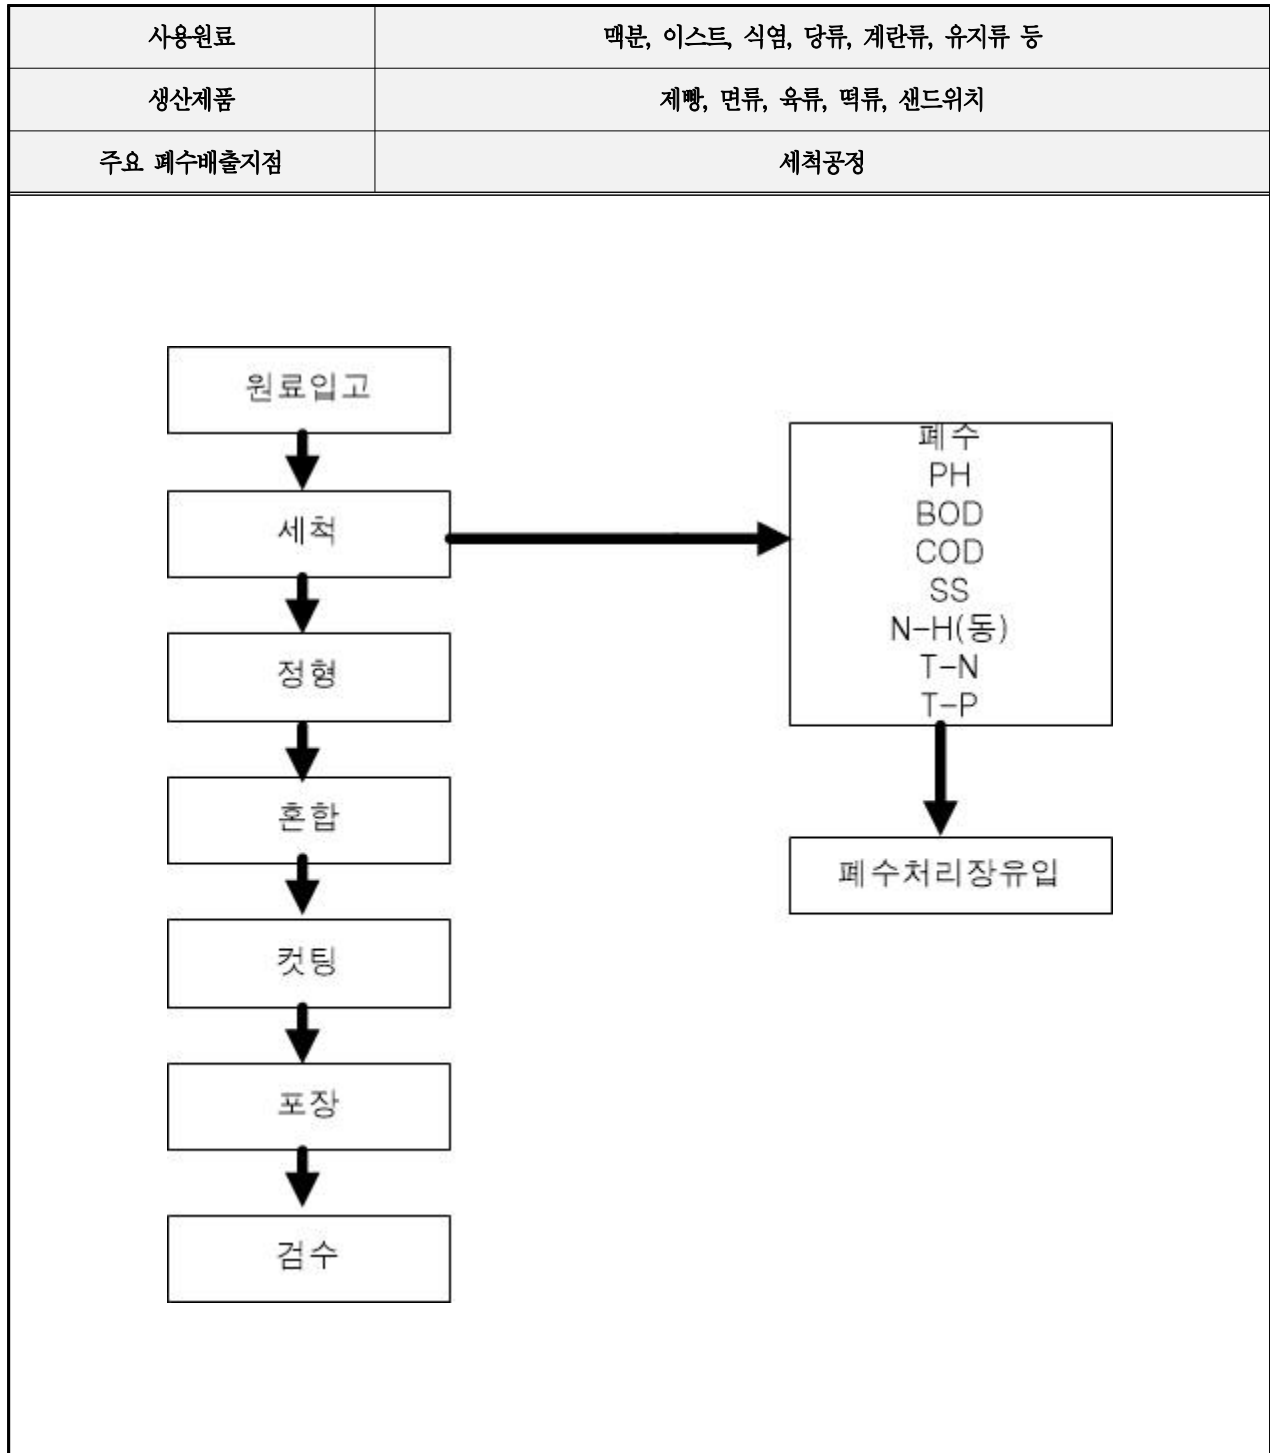 사용원료 맥분, 이스트, 식염, 당류, 계란류, 유지류 등
생산제품 제빵, 면류, 육류, 떡류, 샌드위치
주요 폐수배출지점 세척공정
원료입고
세척
정형
혼합
컷팅
포장
검수
폐수
PH
BOD
COD
SS
N-H(동)
T-N
T-P
폐수처리장유입